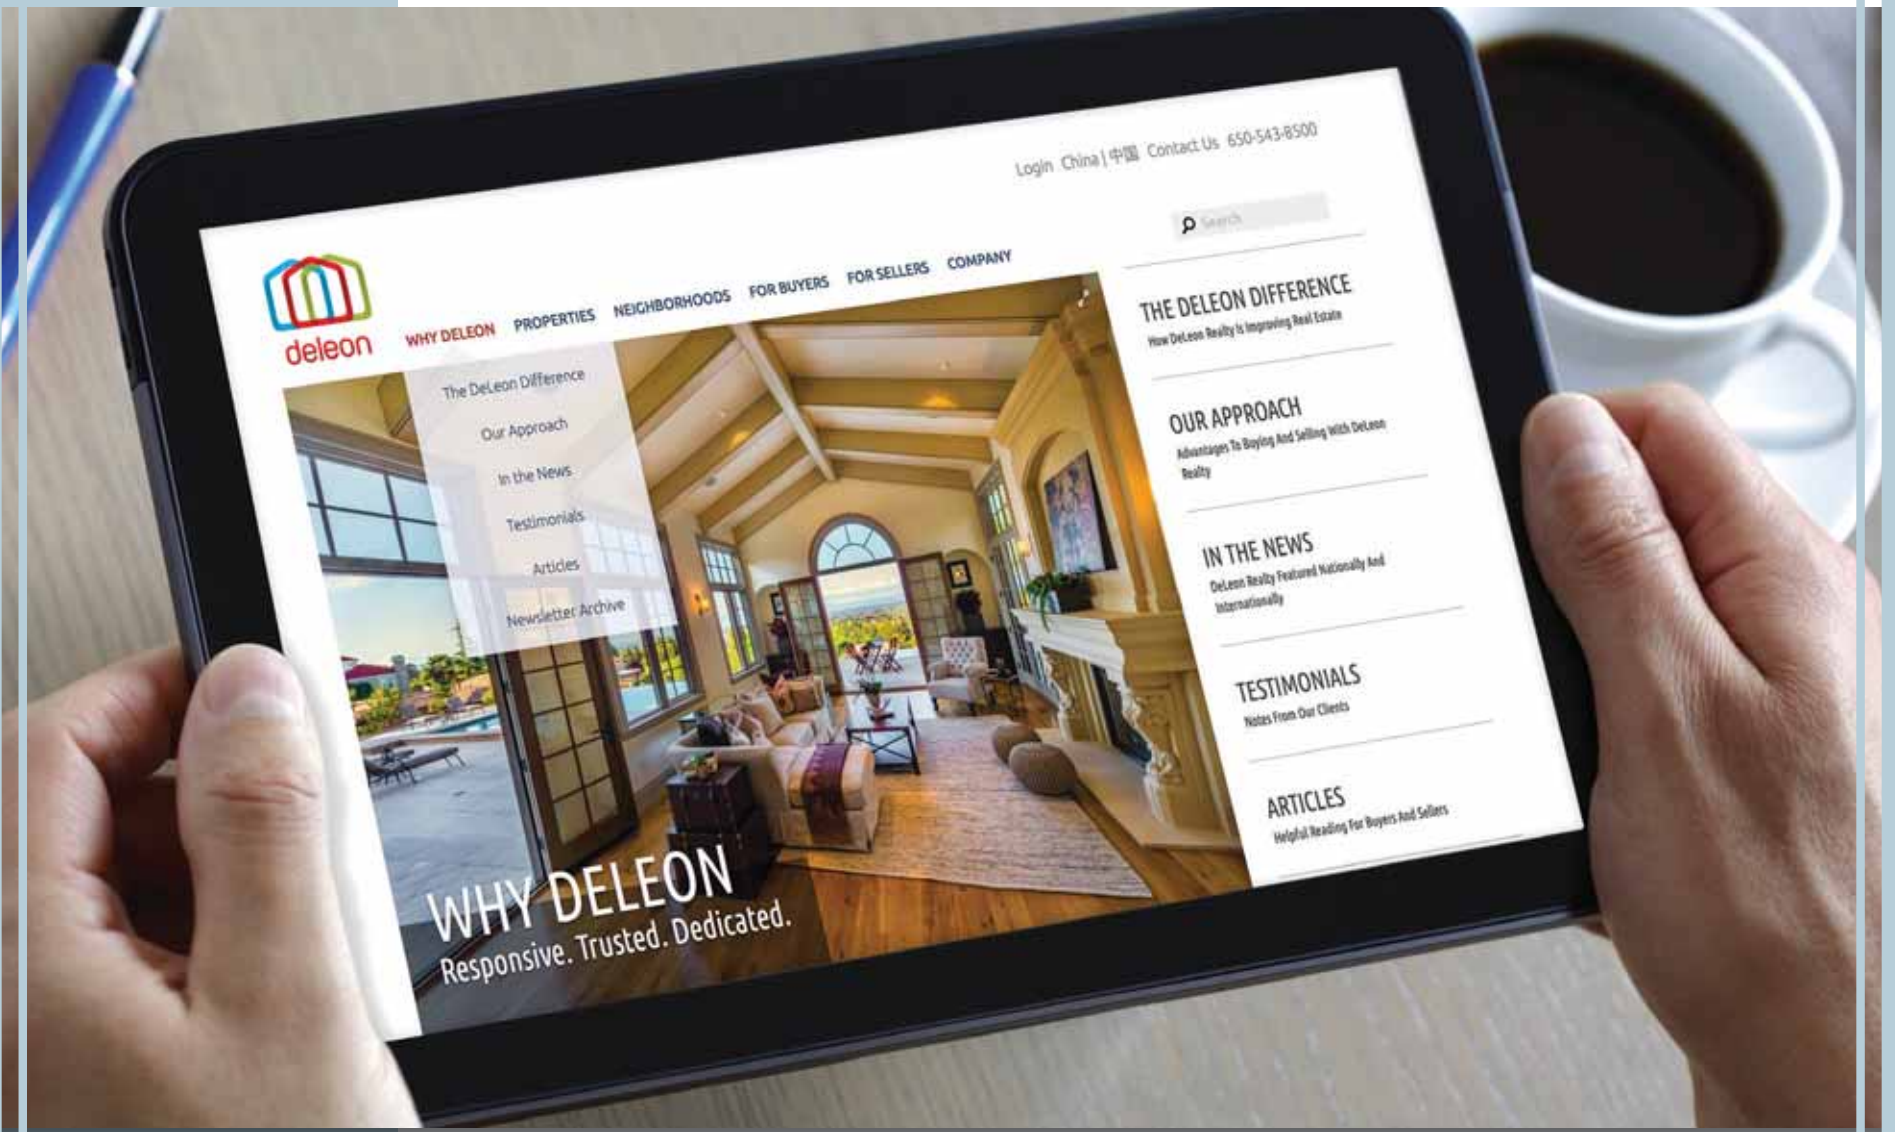 Login China | 中国 Contact Us 650-543-8500
Search
deleon
WHY DELEON PROPERTIES NEIGHBORHOODS FOR BUYERS FOR SELLERS COMPANY
The DeLeon Difference
Our Approach
In the News
Testimonials
Articles
Newsletter Archive
WHY DELEON
Responsive. Trusted. Dedicated.
THE DELEON DIFFERENCE
How DeLeon Realty Is Improving Real Estate
OUR APPROACH
Advantages To Buying And Selling With DeLeon
Realty
IN THE NEWS
DeLeon Realty Featured Nationally And
Internationally
TESTIMONIALS
Notes From Our Clients
ARTICLES
Helpful Reading For Buyers And Sellers